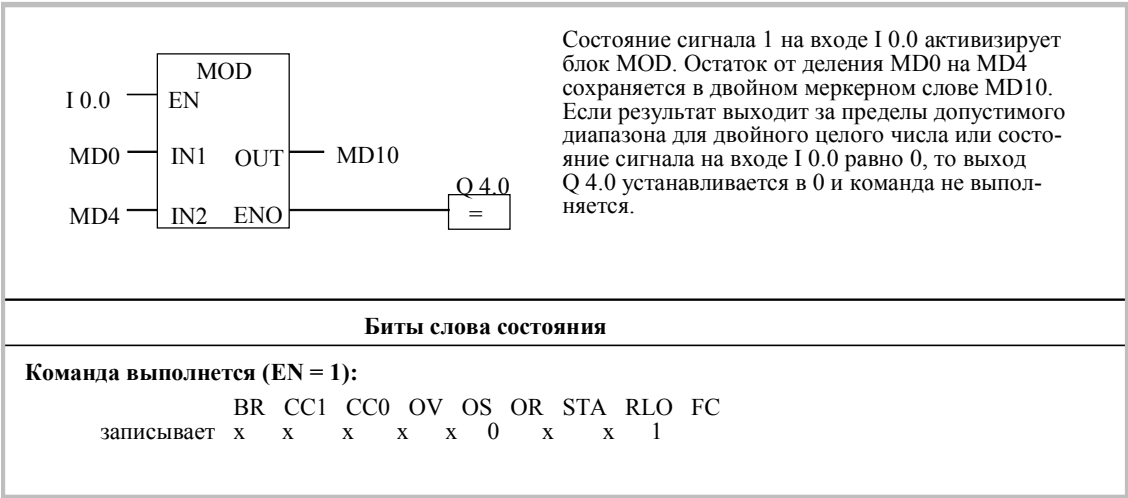 MOD
I 0.0 EN
MD0 IN1 OUT MD10
Q 4.0
MD4 IN2 ENO =
Состояние сигнала 1 на входе I 0.0 активизирует
блок MOD. Остаток от деления MD0 на MD4
сохраняется в двойном меркерном слове MD10.
Если результат выходит за пределы допустимого
диапазона для двойного целого числа или состо-
яние сигнала на входе I 0.0 равно 0, то выход
Q 4.0 устанавливается в 0 и команда не выпол-
няется.
Биты слова состояния
Команда выполнется (EN = 1):
BR CC1 CC0 OV OS OR STA RLO FC
записывает x x x x x 0 x x 1